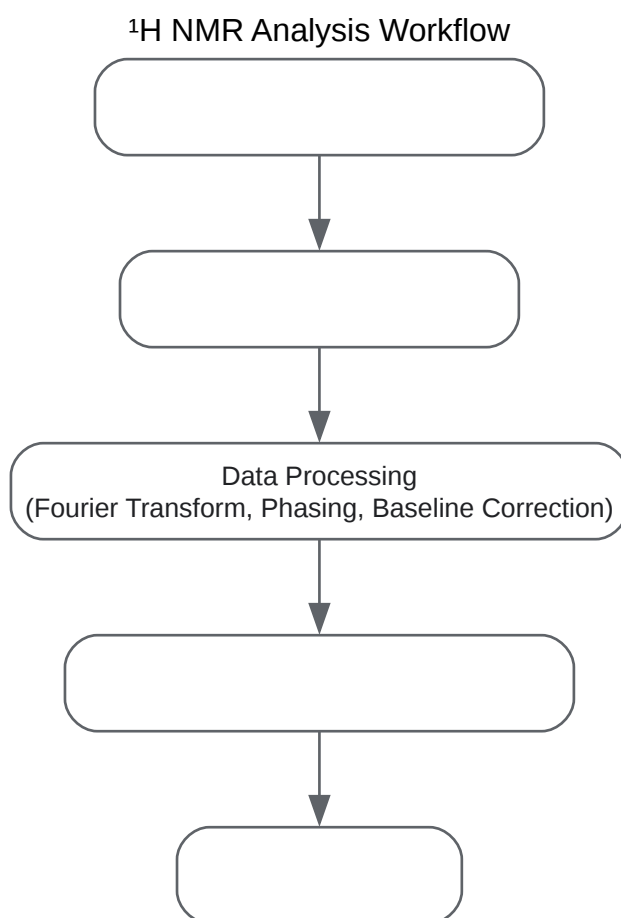 ¹H NMR Analysis Workflow
Data Processing
(Fourier Transform, Phasing, Baseline Correction)